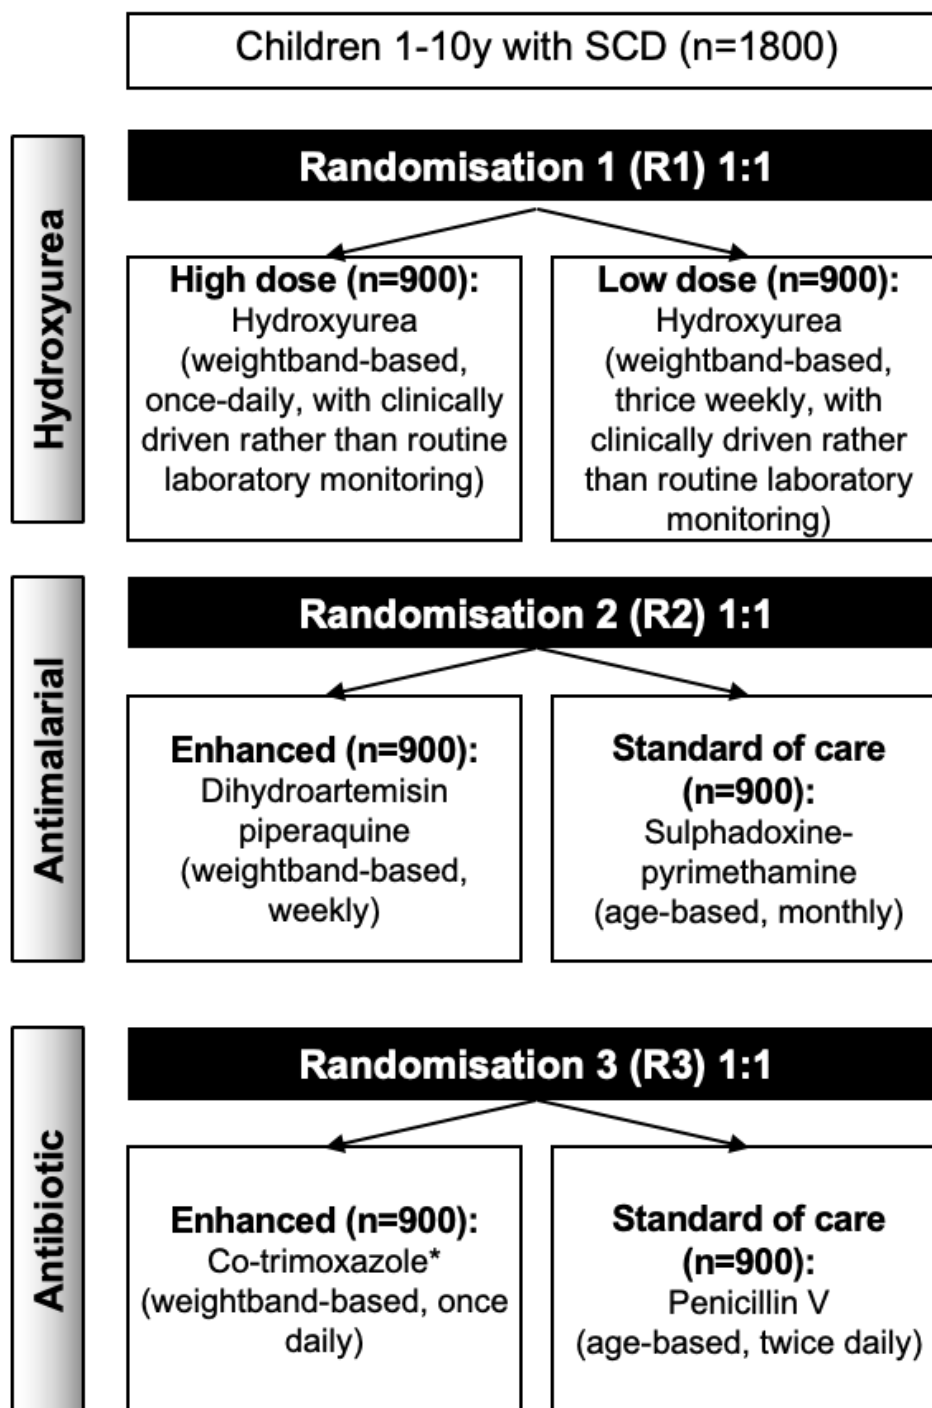 Children 1-10y with SCD (n=1800)
Hydroxyurea
Randomisation 1 (R1) 1:1
High dose (n=900):
Hydroxyurea
(weightband-based,
once-daily, with clinically
driven rather than routine
laboratory monitoring)
Low dose (n=900):
Hydroxyurea
(weightband-based,
thrice weekly, with
clinically driven rather
than routine laboratory
monitoring)
Antimalarial
Randomisation 2 (R2) 1:1
Enhanced (n=900):
Dihydroartemisin
piperaquine
(weightband-based,
weekly)
Standard of care
(n=900):
Sulphadoxine-
pyrimethamine
(age-based, monthly)
Antibiotic
Randomisation 3 (R3) 1:1
Enhanced (n=900):
Co-trimoxazole*
(weightband-based, once
daily)
Standard of care
(n=900):
Penicillin V
(age-based, twice daily)